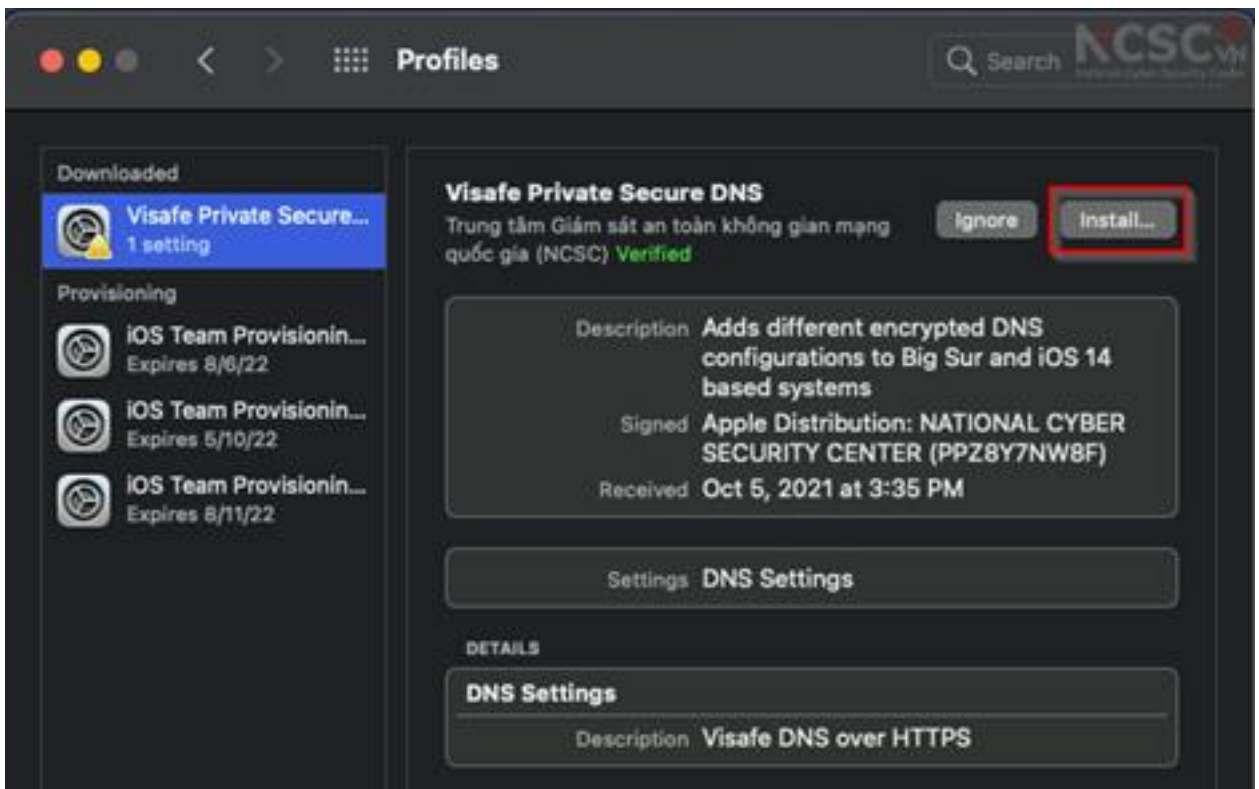 Profiles
Search
NCSC.VN
Downloaded
Visafe Private Secure...
1 setting
Provisioning
iOS Team Provisionin...
Expires 8/6/22
iOS Team Provisionin...
Expires 5/10/22
iOS Team Provisionin...
Expires 8/11/22
Visafe Private Secure DNS
Trung tâm Giám sát an toàn không gian mạng
quốc gia (NCSC) Verified
Ignore
Install...
Description Adds different encrypted DNS
configurations to Big Sur and iOS 14
based systems
Signed Apple Distribution: NATIONAL CYBER
SECURITY CENTER (PPZ8Y7NW8F)
Received Oct 5, 2021 at 3:35 PM
Settings DNS Settings
DETAILS
DNS Settings
Description Visafe DNS over HTTPS